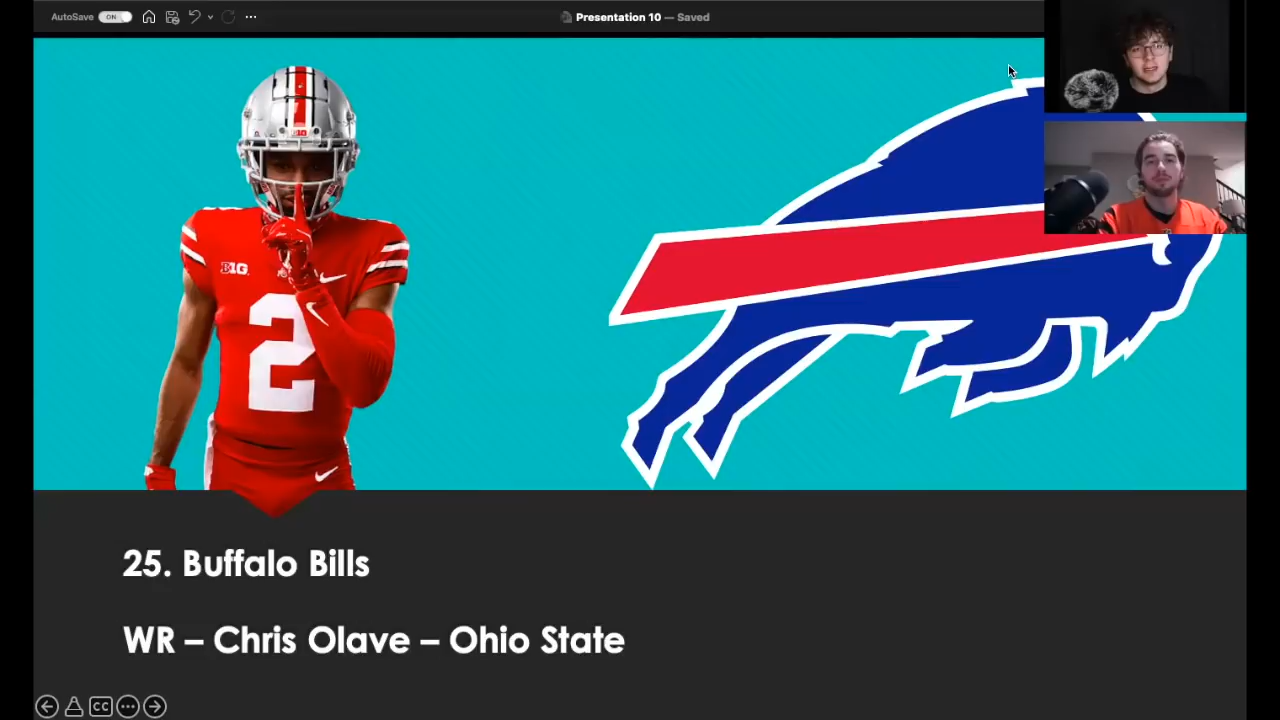 AutoSave ON
Presentation 10 — Saved
B1G
2
25. Buffalo Bills
WR – Chris Olave – Ohio State
CC